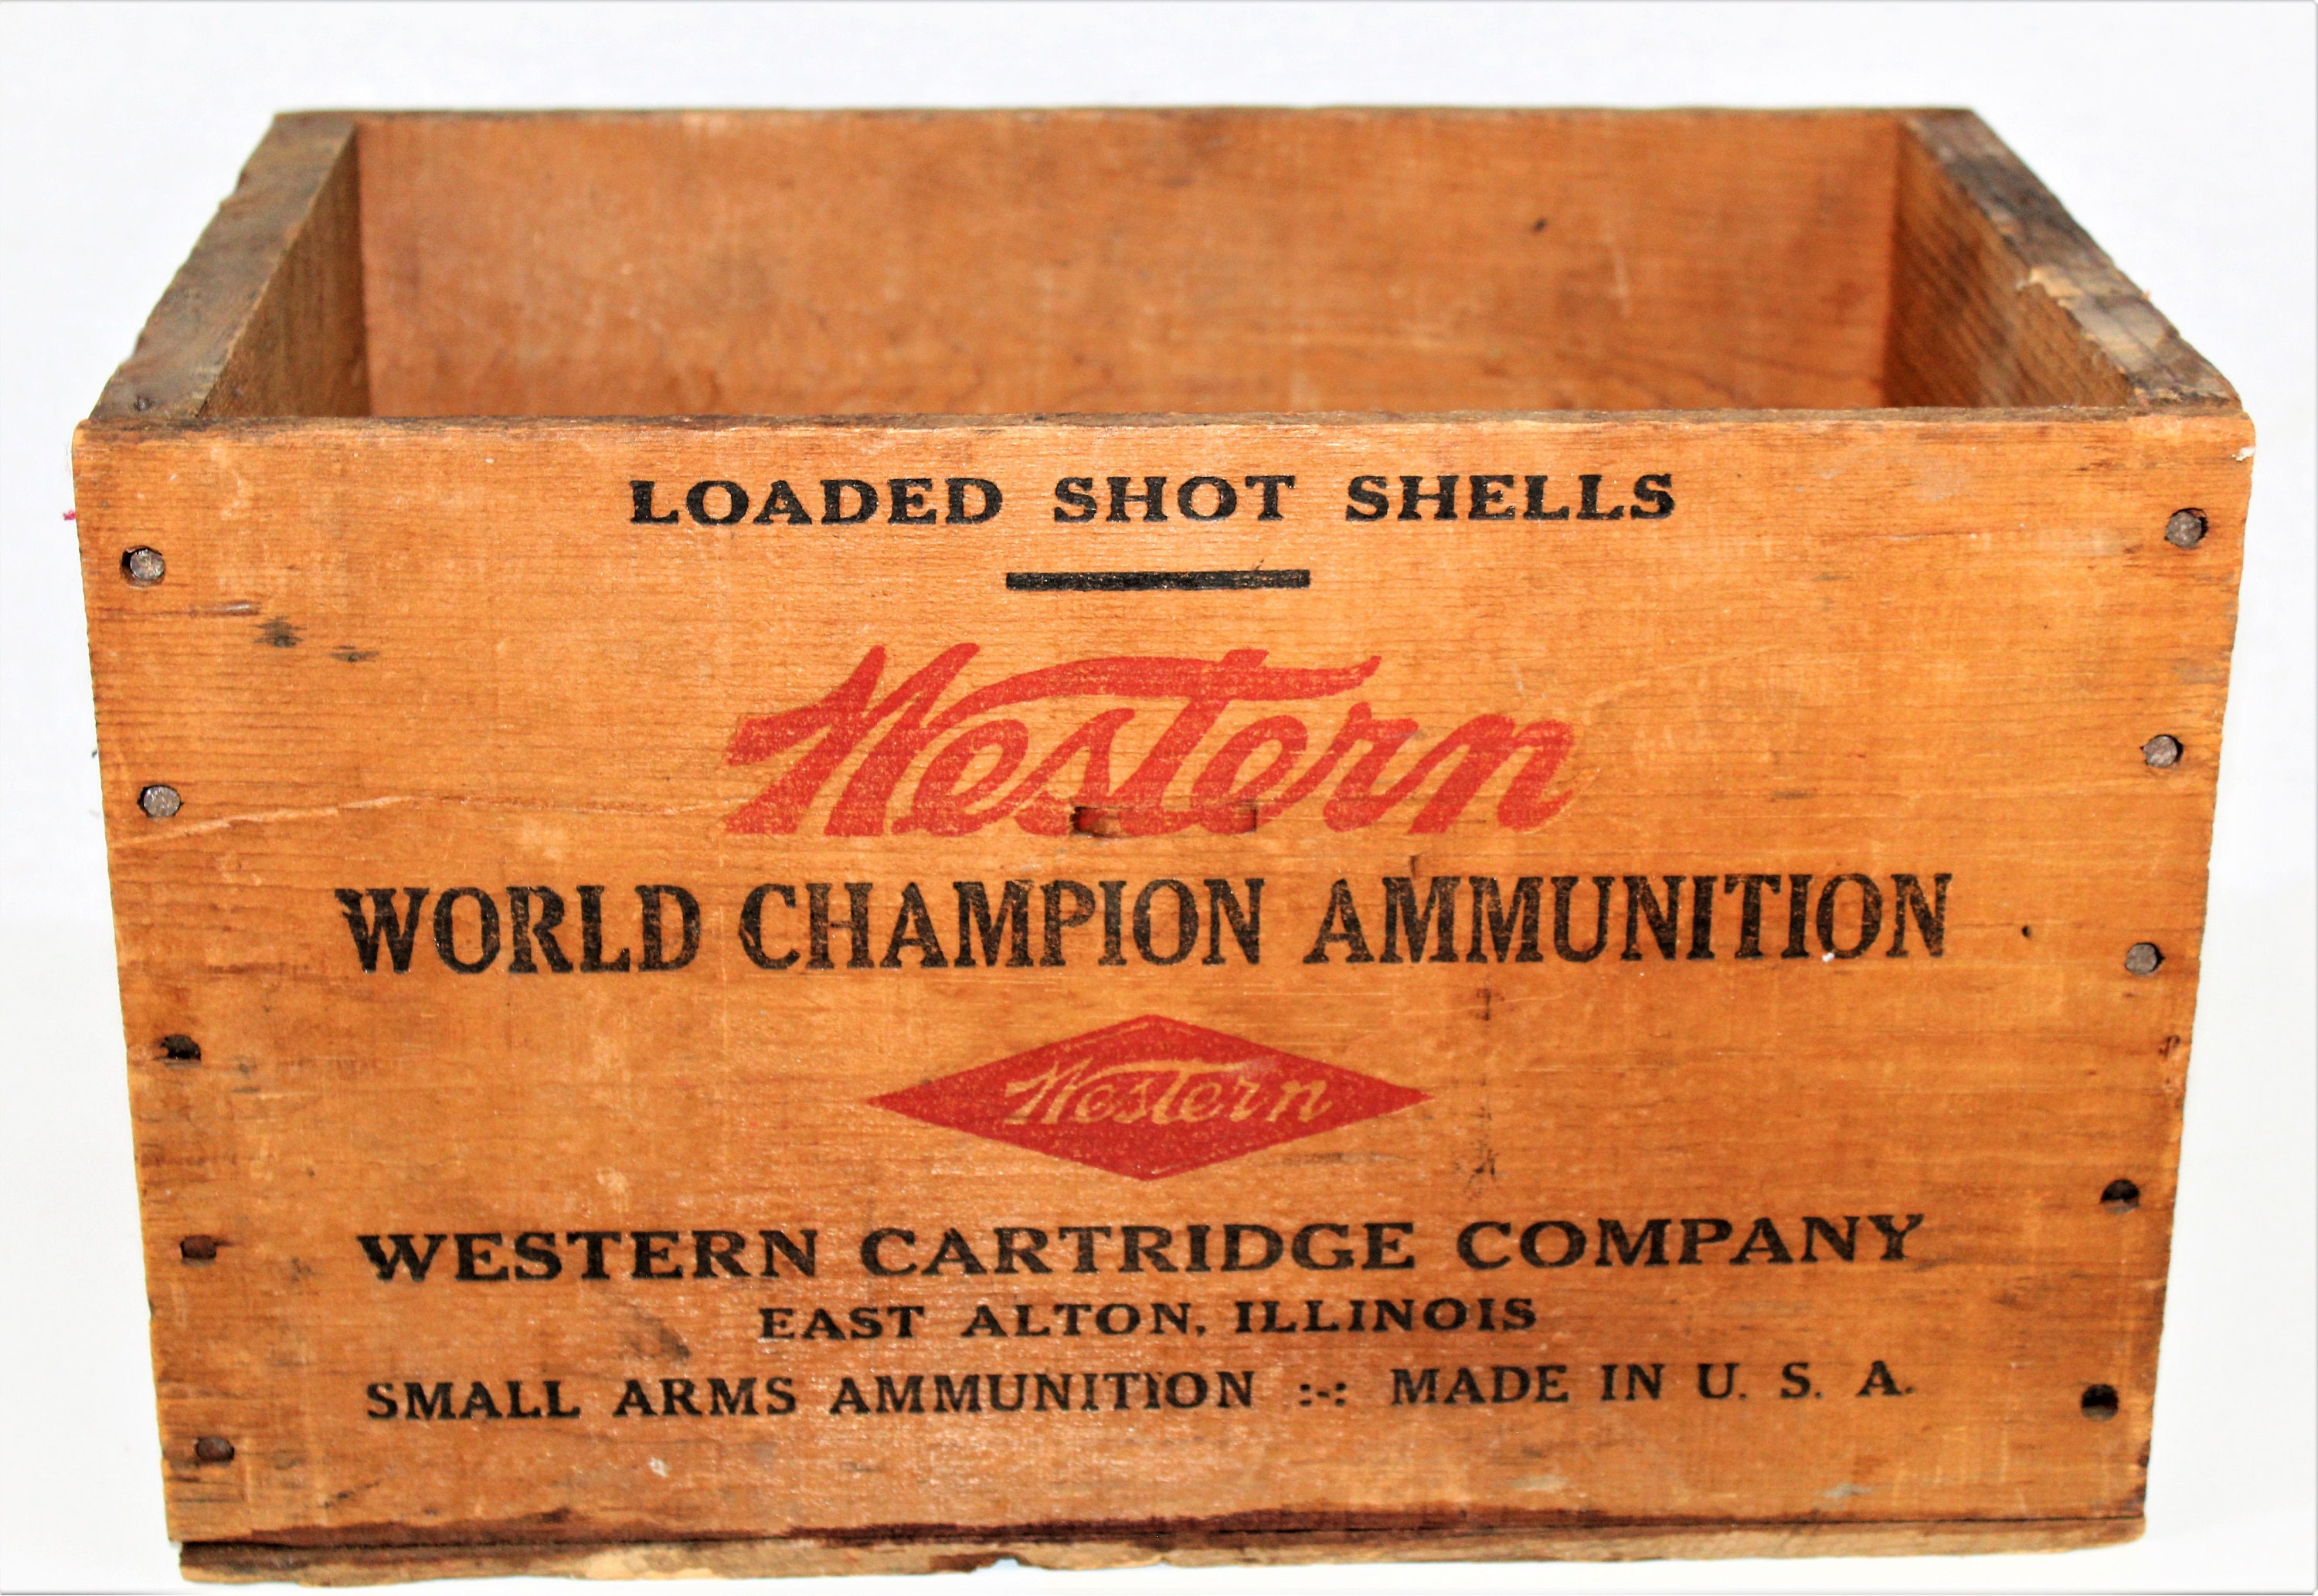 LOADED SHOT SHELLS
Western
WORLD CHAMPION AMMUNITION
Western
WESTERN CARTRIDGE COMPANY
EAST ALTON, ILLINOIS
SMALL ARMS AMMUNITION :-: MADE IN U. S. A.